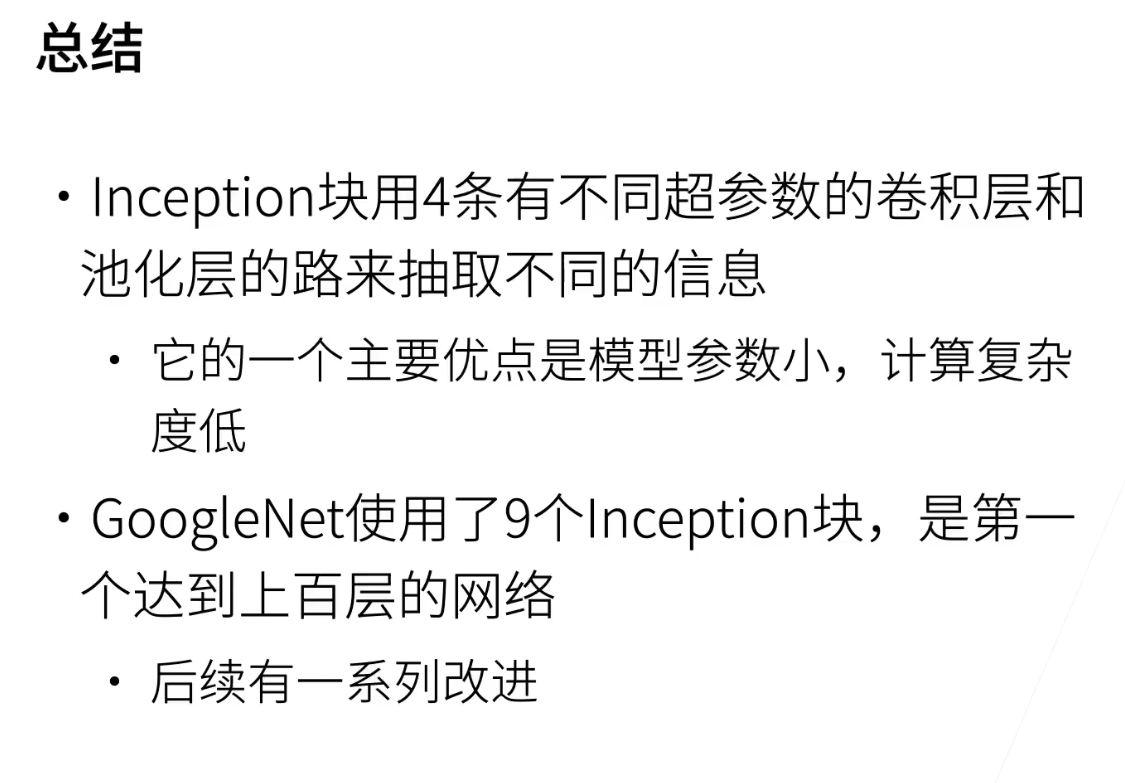 总结
• Inception块用4条有不同超参数的卷积层和
池化层的路来抽取不同的信息
• 它的一个主要优点是模型参数小，计算复杂
度低
• GoogleNet使用了9个Inception块，是第一
个达到上百层的网络
• 后续有一系列改进